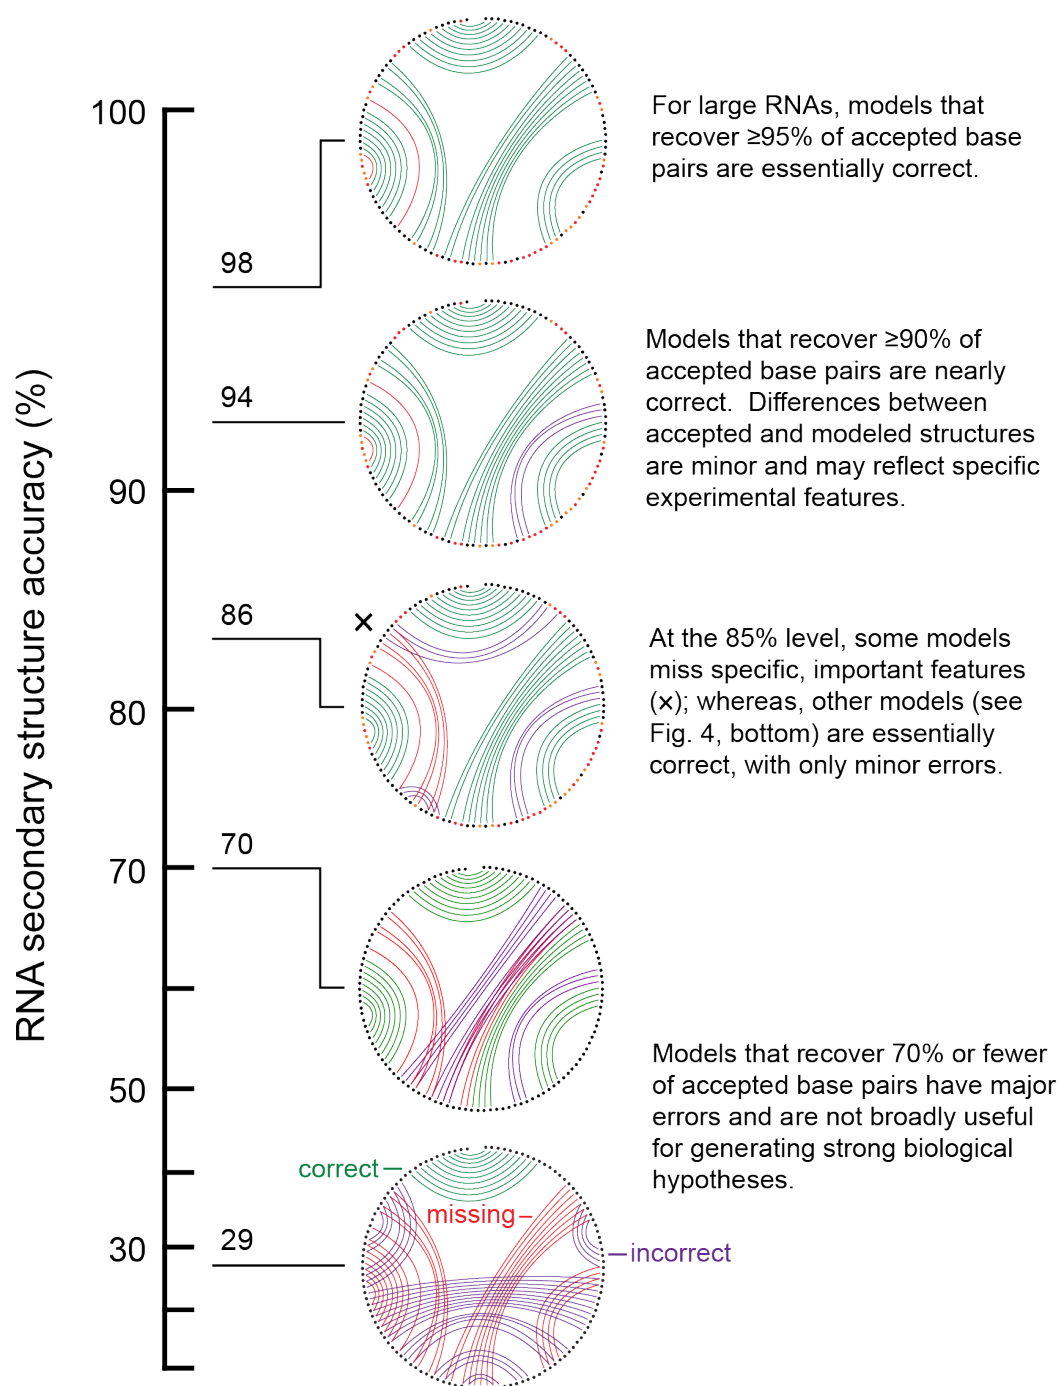 RNA secondary structure accuracy (%)
100
90
80
70
50
30
98
For large RNAs, models that
recover ≥95% of accepted base
pairs are essentially correct.
94
Models that recover ≥90% of
accepted base pairs are nearly
correct.  Differences between
accepted and modeled structures
are minor and may reflect specific
experimental features.
86
×
At the 85% level, some models
miss specific, important features
(×); whereas, other models (see
Fig. 4, bottom) are essentially
correct, with only minor errors.
70
Models that recover 70% or fewer
of accepted base pairs have major
errors and are not broadly useful
for generating strong biological
hypotheses.
29
correct
missing
incorrect